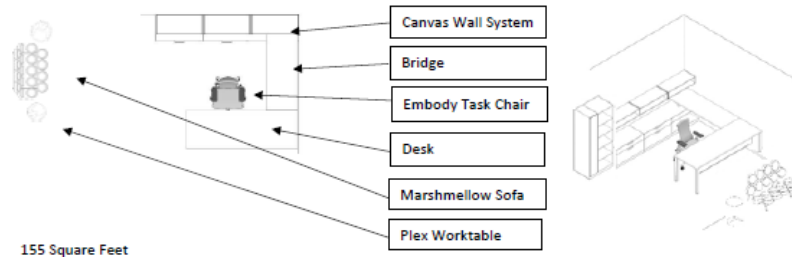 Canvas Wall System
Bridge
Embody Task Chair
Desk
Marshmellow Sofa
Plex Worktable
155 Square Feet